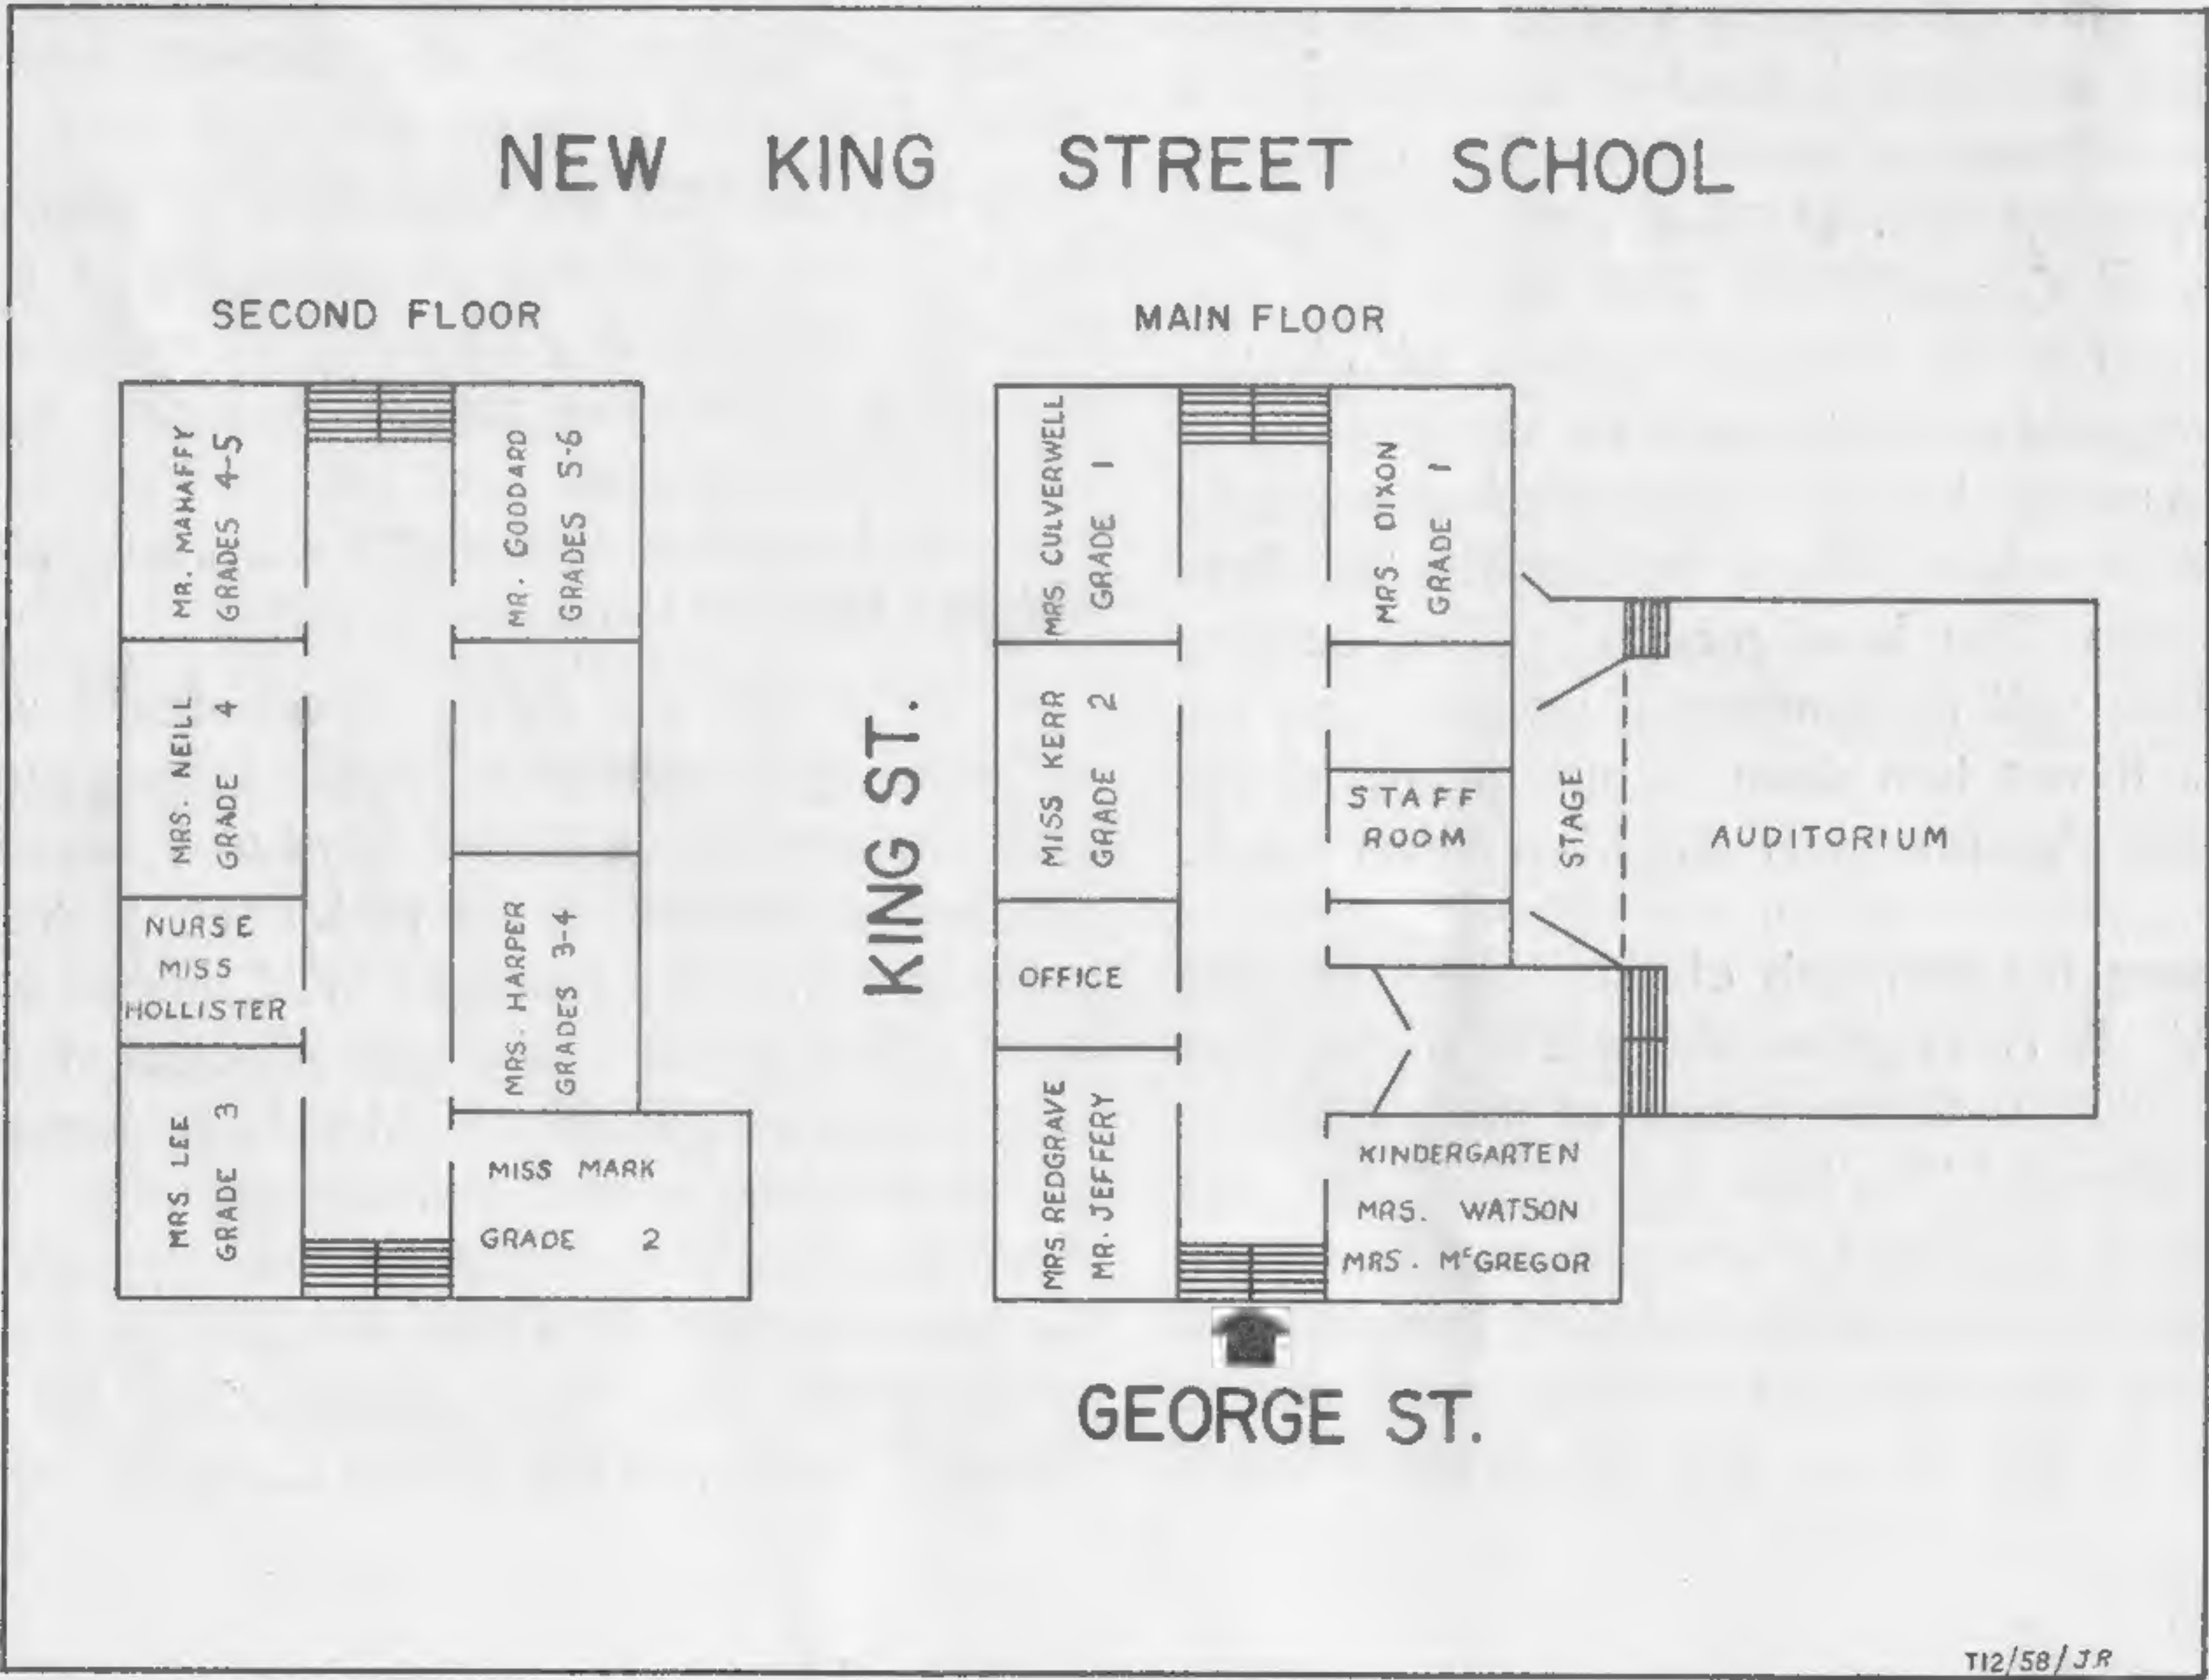 NEW KING STREET SCHOOL
SECOND FLOOR
MR. MAHAFFY
GRADES 4-5
MR. GODDARD
GRADES 5-6
MRS. NEILL
GRADE 4
NURSE
MISS
HOLLISTER
MRS. HARPER
GRADES 3-4
MRS LEE
GRADE 3
MISS MARK
GRADE 2
KING ST.
MAIN FLOOR
MRS. CULVERWELL
GRADE 1
MRS. DIXON
GRADE 1
MISS KERR
GRADE 2
STAFF
ROOM
STAGE
AUDITORIUM
OFFICE
MRS. REDGRAVE
MR. JEFFERY
KINDERGARTEN
MRS. WATSON
MRS. McGREGOR
GEORGE ST.
T12/58/JR